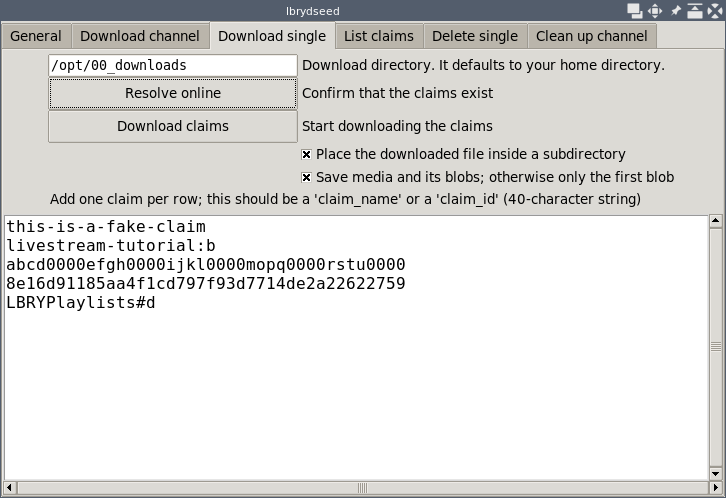 lbrydseed
General Download channel Download single List claims Delete single Clean up channel
/opt/00_downloads Download directory. It defaults to your home directory.
Resolve online Confirm that the claims exist
Download claims Start downloading the claims
Place the downloaded file inside a subdirectory
Save media and its blobs; otherwise only the first blob
Add one claim per row; this should be a 'claim_name' or a 'claim_id' (40-character string)
this-is-a-fake-claim
livestream-tutorial:b
abcd0000efgh0000ijkl0000mopq0000rstu0000
8e16d91185aa4f1cd797f93d7714de2a22622759
LBRYPlaylists#d